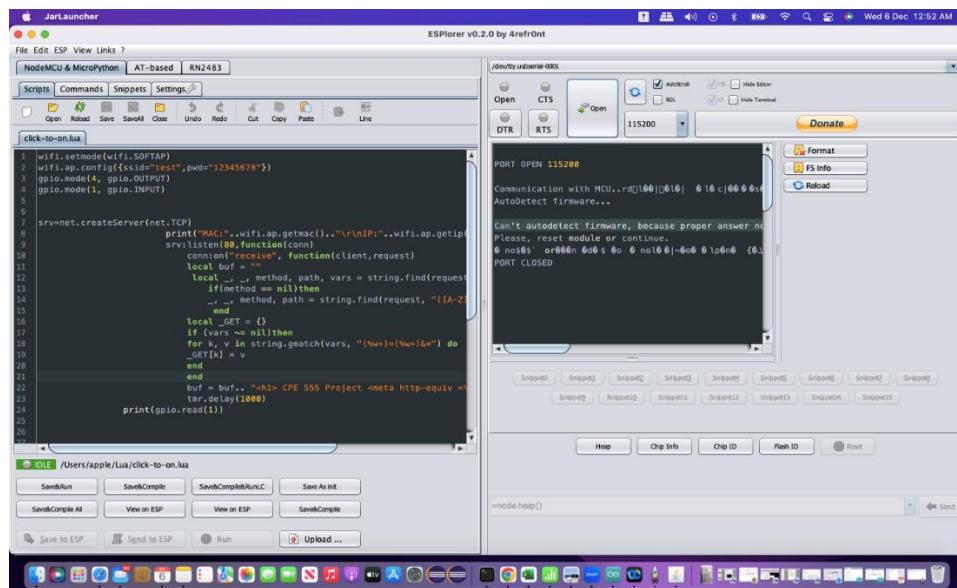 JarLauncher
Wed 6 Dec 12:52 AM
ESPlorer v0.2.0 by 4refr0nt
File Edit ESP View Links ?
NodeMCU & MicroPython AT-based RN2483
/dev/tty.usbserial-0001
Scripts Commands Snippets Settings
Open Reload Save SaveAll Close Undo Redo Cut Copy Paste Line
Open CTS Open AutoScroll CR Hide Editor
EOL LF Hide Terminal
DTR RTS 115200 Donate
click-to-on.lua
1 wifi.setmode(wifi.SOFTAP)
2 wifi.ap.config({ssid="test",pwd="12345678"})
3 gpio.mode(4, gpio.OUTPUT)
4 gpio.mode(1, gpio.INPUT)
5
6
7 srv=net.createServer(net.TCP)
8 print("MAC:"..wifi.ap.getmac().."\r\nIP:"..wifi.ap.getip(
9 srv:listen(80,function(conn)
10 conn:on("receive", function(client,request)
11 local buf = ""
12 local _, _, method, path, vars = string.find(request
13 if(method == nil)then
14 _, _, method, path = string.find(request, "([A-Z]
15 end
16 local _GET = {}
17 if (vars ~= nil)then
18 for k, v in string.gmatch(vars, "(%w+)=(%w+)&*") do
19 _GET[k] = v
20 end
21 end
22 buf = buf.. "<h1> CPE 555 Project <meta http-equiv =\
23 tmr.delay(1000)
24 print(gpio.read(1))
25
26
27
PORT OPEN 115200
Communication with MCU..
AutoDetect firmware...
Can't autodetect firmware, because proper answer no
Please, reset module or continue.
PORT CLOSED
Format
FS Info
Reload
Snippet0 Snippet1 Snippet2 Snippet3 Snippet4 Snippet5 Snippet6 Snippet7 Snippet8
Snippet9 Snippet10 Snippet11 Snippet12 Snippet13 Snippet14 Snippet15
Heap Chip Info Chip ID Flash ID Reset
IDLE /Users/apple/Lua/click-to-on.lua
Save&Run Save&Compile Save&Compile&RunLC Save As init
Save&Compile All View on ESP View on ESP Save&Compile
=node.heap() Send
Save to ESP Send to ESP Run Upload ...